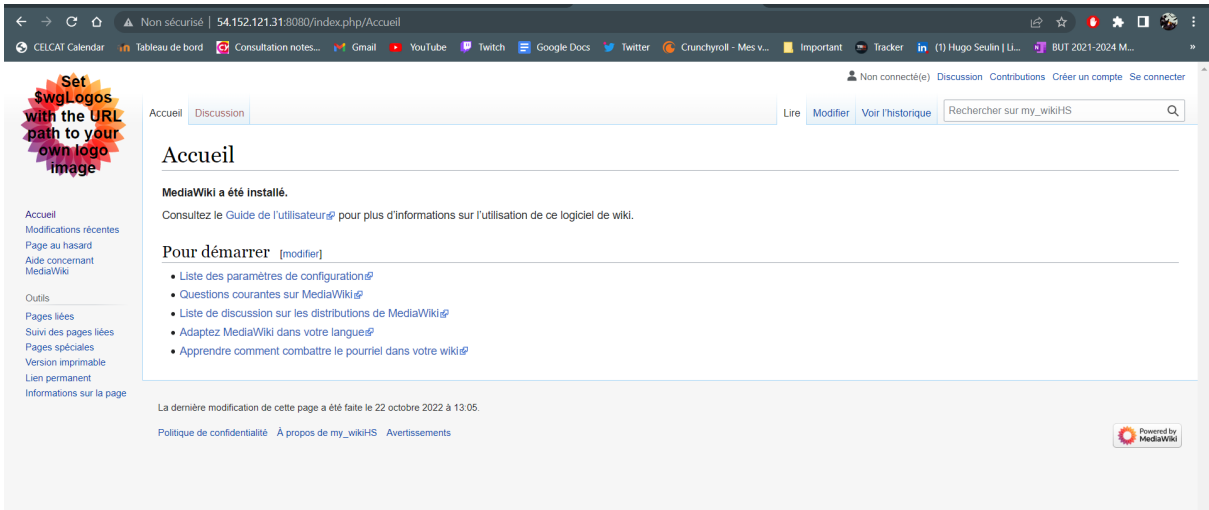 Non sécurisé | 54.152.121.31:8080/index.php/Accueil
CELCAT Calendar Tableau de bord Consultation notes... Gmail YouTube Twitch Google Docs Twitter Crunchyroll - Mes v... Important Tracker (1) Hugo Seulin | Li... BUT 2021-2024 M... »
Non connecté(e) Discussion Contributions Créer un compte Se connecter
Set
$wgLogos
with the URL
path to your
own logo
image
Accueil Discussion Lire Modifier Voir l'historique Rechercher sur my_wikiHS
Accueil
MediaWiki a été installé.
Consultez le Guide de l'utilisateur pour plus d'informations sur l'utilisation de ce logiciel de wiki.
Pour démarrer [modifier]
• Liste des paramètres de configuration
• Questions courantes sur MediaWiki
• Liste de discussion sur les distributions de MediaWiki
• Adaptez MediaWiki dans votre langue
• Apprendre comment combattre le pourriel dans votre wiki
Accueil
Modifications récentes
Page au hasard
Aide concernant
MediaWiki
Outils
Pages liées
Suivi des pages liées
Pages spéciales
Version imprimable
Lien permanent
Informations sur la page
La dernière modification de cette page a été faite le 22 octobre 2022 à 13:05.
Politique de confidentialité À propos de my_wikiHS Avertissements
Powered by
MediaWiki